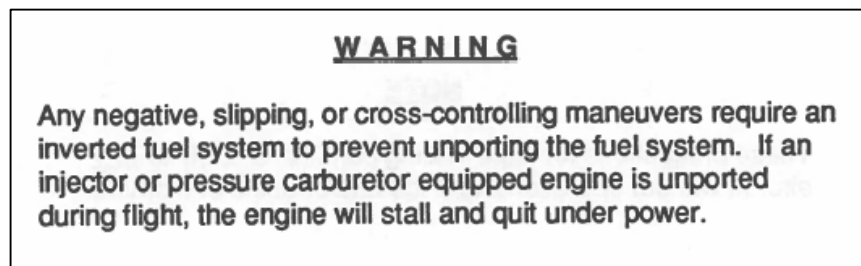 WARNING
Any negative, slipping, or cross-controlling maneuvers require an
inverted fuel system to prevent unporting the fuel system.  If an
injector or pressure carburetor equipped engine is unported
during flight, the engine will stall and quit under power.